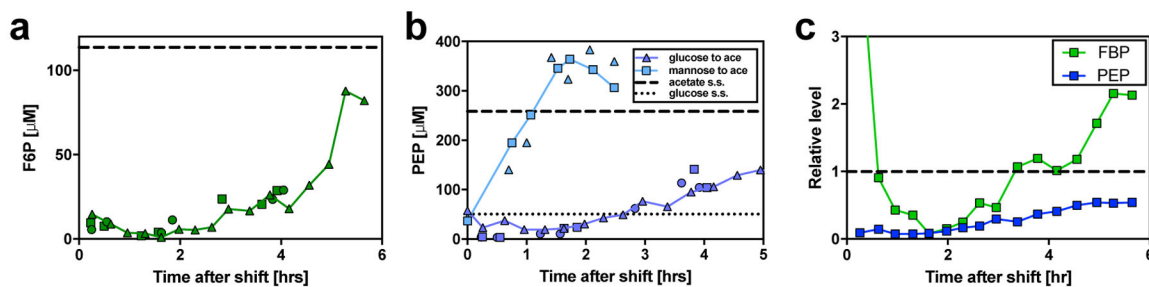 a
F6P [μM]
100
50
0
0
2
4
6
Time after shift [hrs]
b
PEP [μM]
400
300
200
100
0
0
1
2
3
4
5
Time after shift [hrs]
glucose to ace
mannose to ace
acetate s.s.
glucose s.s.
c
Relative level
3
2
1
0
0
2
4
6
Time after shift [hr]
FBP
PEP